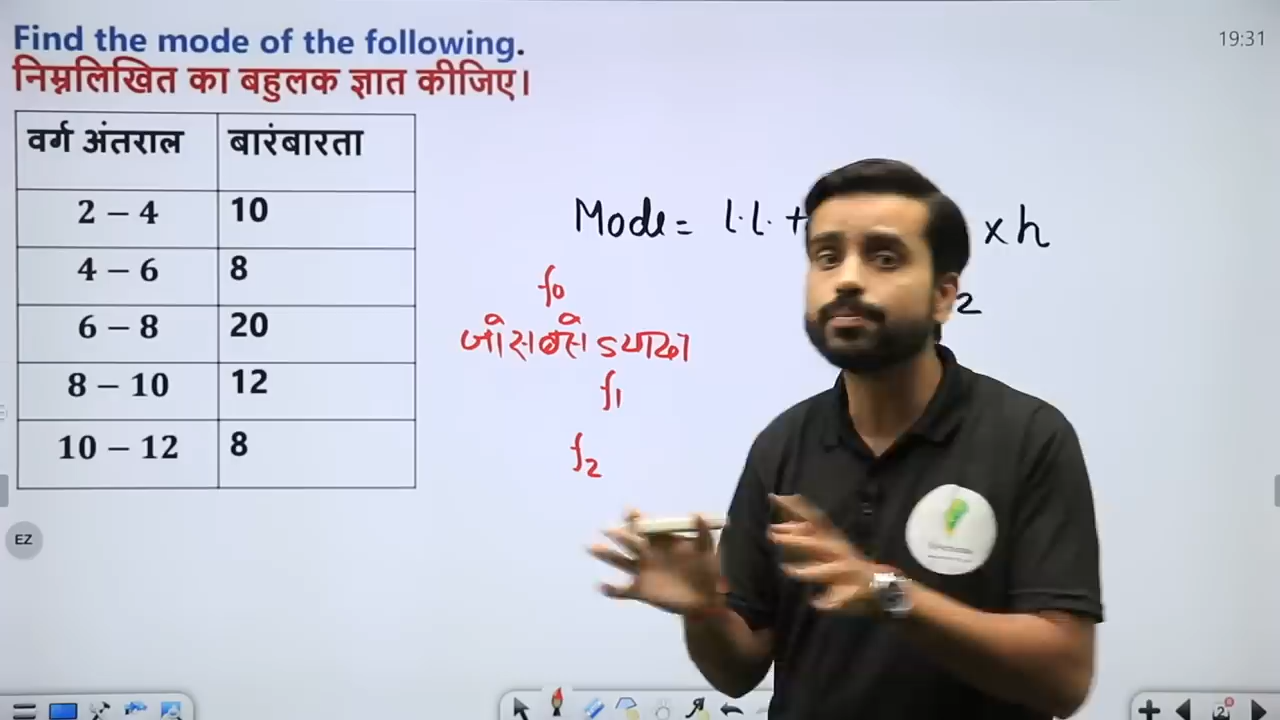 Find the mode of the following.
19:31
निम्नलिखित का बहुलक ज्ञात कीजिए।
वर्ग अंतराल बारंबारता
2 – 4 10
4 – 6 8
6 – 8 20
8 – 10 12
10 – 12 8
Mode = l.l. + × h
2
f0
f1
f2
EZ